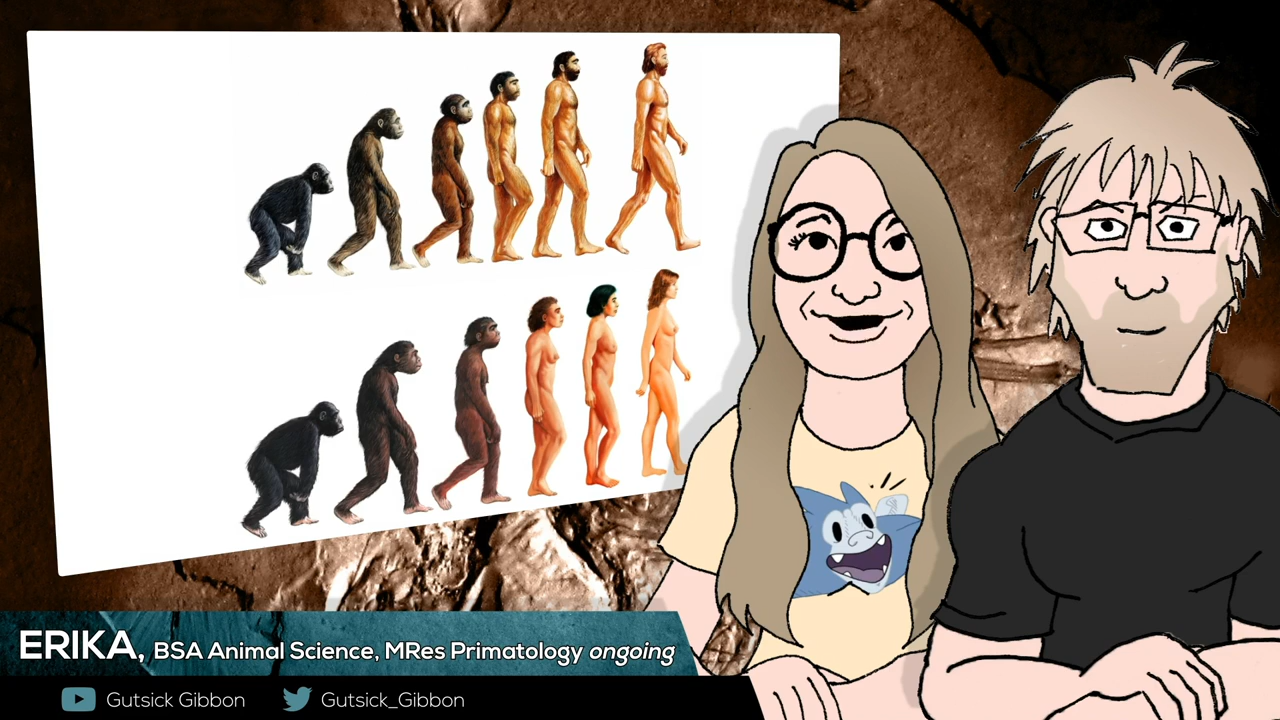 ERIKA, BSA Animal Science, MRes Primatology ongoing
Gutsick Gibbon Gutsick_Gibbon